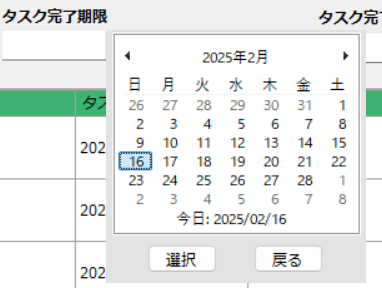 タスク完了期限
タスク完了
2025年2月
日 月 火 水 木 金 土
26 27 28 29 30 31 1
2 3 4 5 6 7 8
9 10 11 12 13 14 15
16 17 18 19 20 21 22
23 24 25 26 27 28 1
2 3 4 5 6 7 8
今日: 2025/02/16
選択 戻る
タス
202
202
202